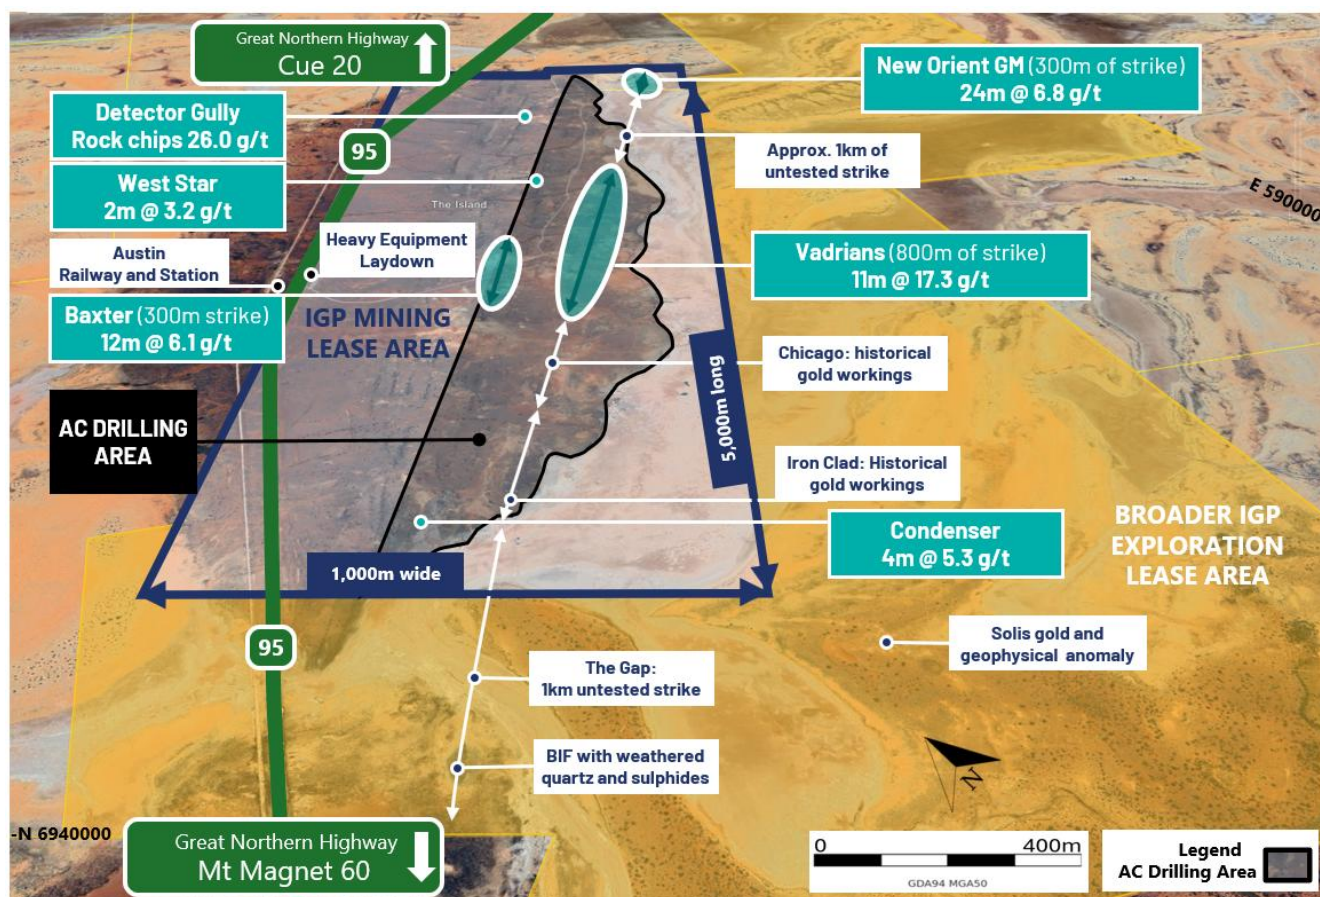 Great Northern Highway
Cue 20
New Orient GM (300m of strike)
24m @ 6.8 g/t
Detector Gully
Rock chips 26.0 g/t
95
Approx. 1km of
untested strike
West Star
2m @ 3.2 g/t
E 590000
The Island
Austin
Railway and Station
Heavy Equipment
Laydown
Vadrians (800m of strike)
11m @ 17.3 g/t
Baxter (300m strike)
12m @ 6.1 g/t
IGP MINING
LEASE AREA
Chicago: historical
gold workings
5,000m long
AC DRILLING
AREA
Iron Clad: Historical
gold workings
Condenser
4m @ 5.3 g/t
BROADER IGP
EXPLORATION
LEASE AREA
1,000m wide
95
Solis gold and
geophysical anomaly
The Gap:
1km untested strike
BIF with weathered
quartz and sulphides
N
-N 6940000
Great Northern Highway
Mt Magnet 60
0 400m
GDA94 MGA50
Legend
AC Drilling Area